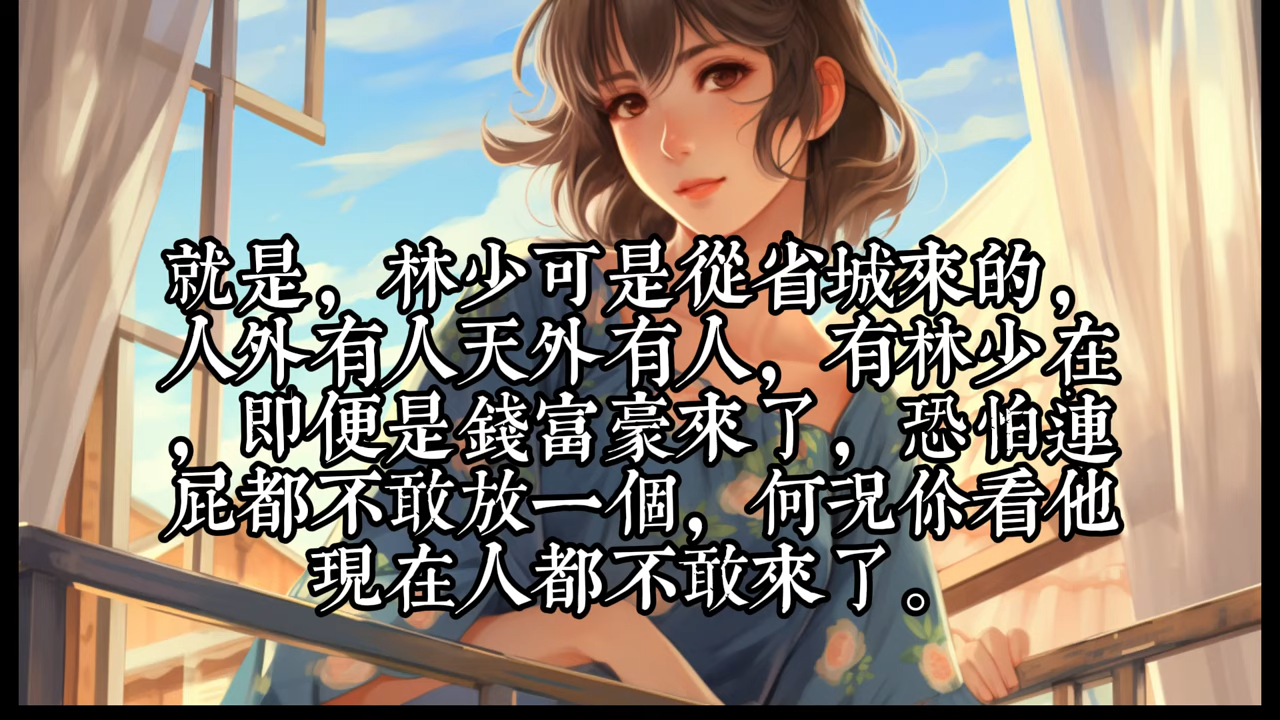 就是，林少可是從省城來的，
人外有人天外有人，有林少在
，即便是錢富豪來了，恐怕連
屁都不敢放一個，何况你看他
現在人都不敢來了。